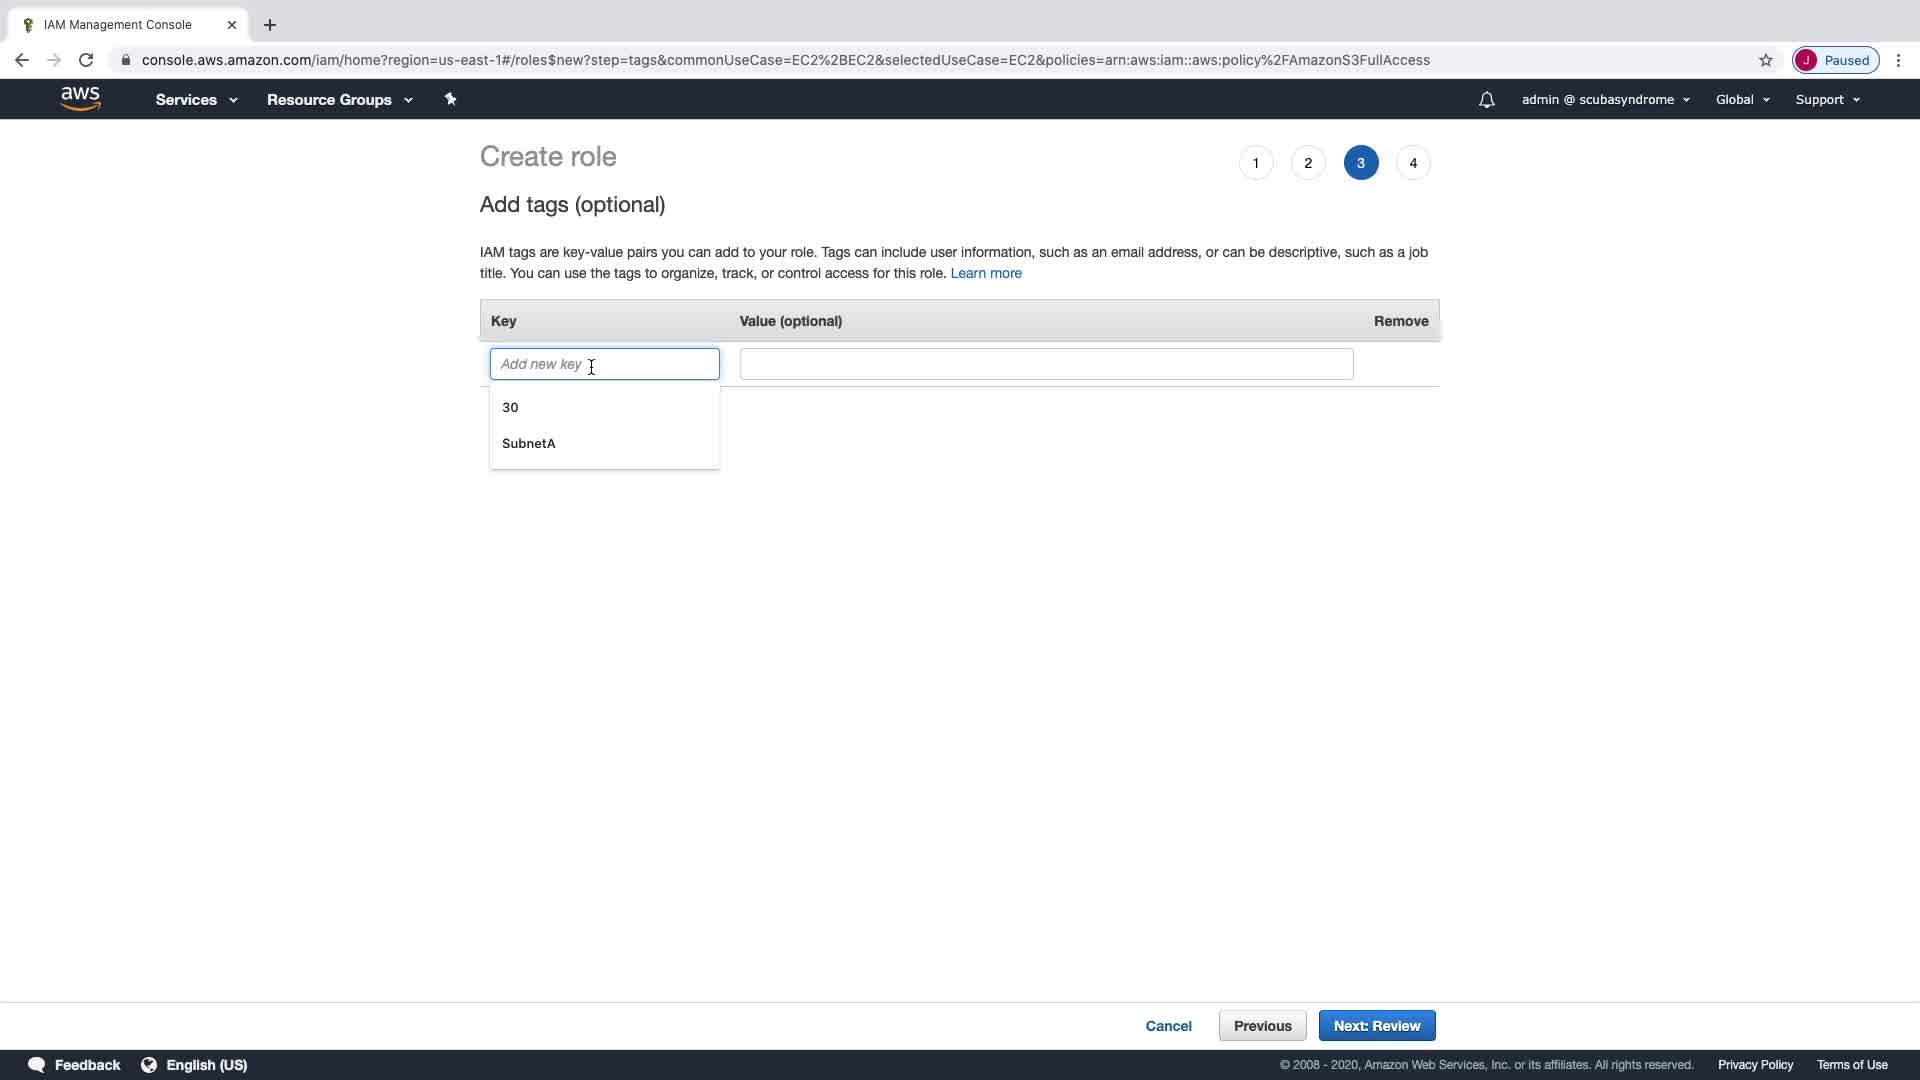 IAM Management Console
console.aws.amazon.com/iam/home?region=us-east-1#/roles$new?step=tags&commonUseCase=EC2%2BEC2&selectedUseCase=EC2&policies=arn:aws:iam::aws:policy%2FAmazonS3FullAccess
J Paused
aws Services Resource Groups admin @ scubasyndrome Global Support
Create role
1 2 3 4
Add tags (optional)
IAM tags are key-value pairs you can add to your role. Tags can include user information, such as an email address, or can be descriptive, such as a job
title. You can use the tags to organize, track, or control access for this role. Learn more
Key Value (optional) Remove
Add new key
30
SubnetA
Cancel Previous Next: Review
Feedback English (US) © 2008 - 2020, Amazon Web Services, Inc. or its affiliates. All rights reserved. Privacy Policy Terms of Use